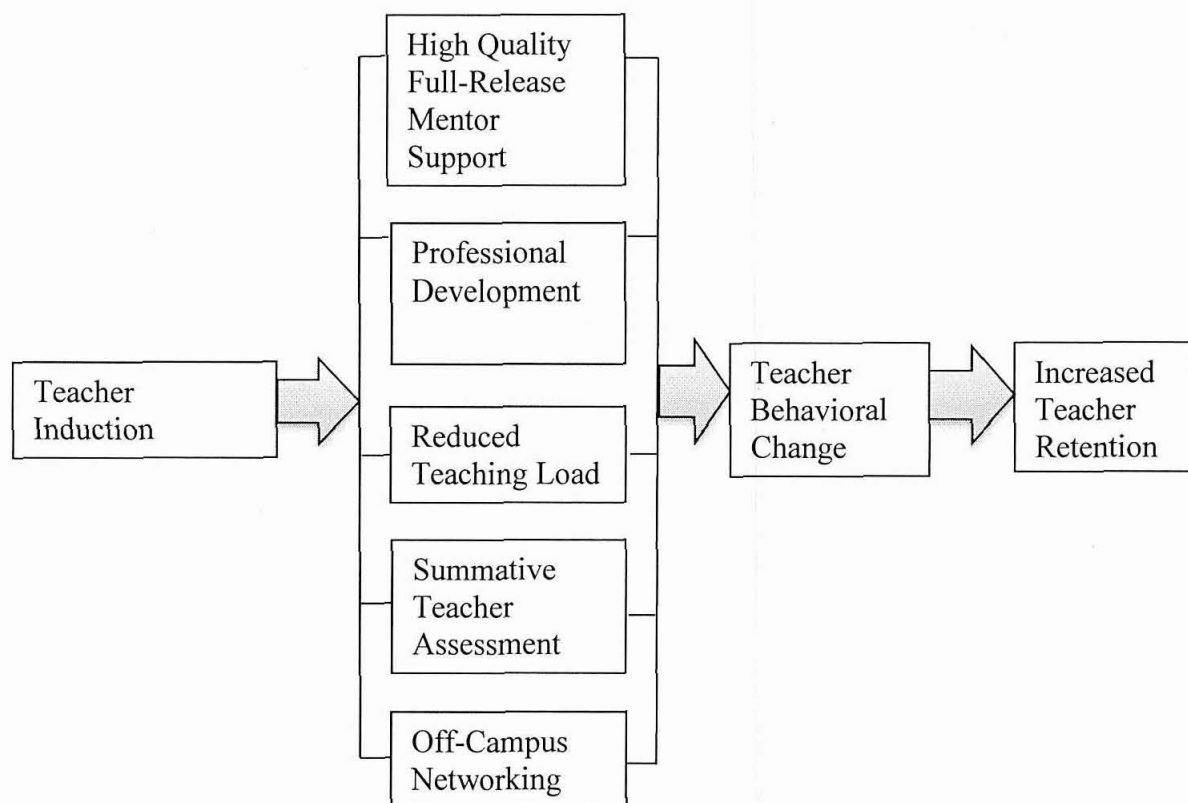 High Quality
Full-Release
Mentor
Support
Professional
Development
Teacher
Induction
Reduced
Teaching Load
Summative
Teacher
Assessment
Off-Campus
Networking
Teacher
Behavioral
Change
Increased
Teacher
Retention